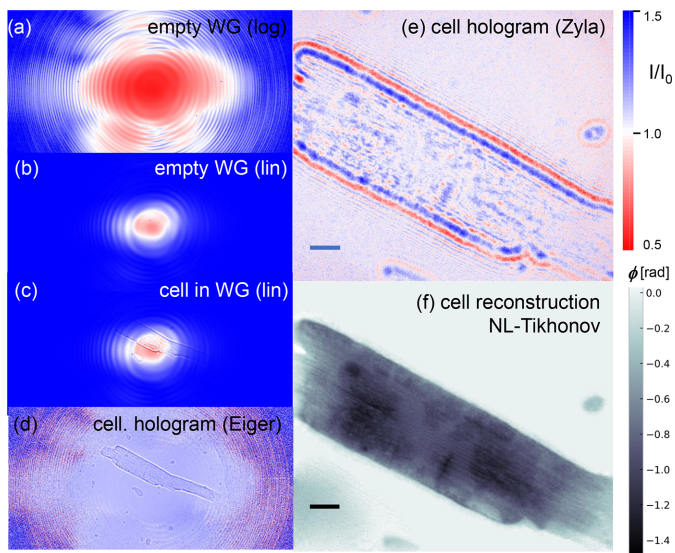 (a) empty WG (log)
(b) empty WG (lin)
(c) cell in WG (lin)
(d) cell. hologram (Eiger)
(e) cell hologram (Zyla)
1.5
I/I0
1.0
0.5
(f) cell reconstruction
NL-Tikhonov
ϕ [rad]
0.0
−0.2
−0.4
−0.6
−0.8
−1.0
−1.2
−1.4